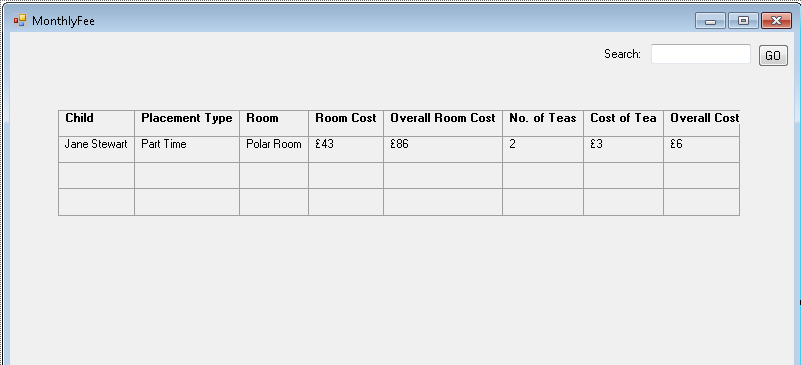 MonthlyFee
Search: GO
Child Placement Type Room Room Cost Overall Room Cost No. of Teas Cost of Tea Overall Cost
Jane Stewart Part Time Polar Room £43 £86 2 £3 £6